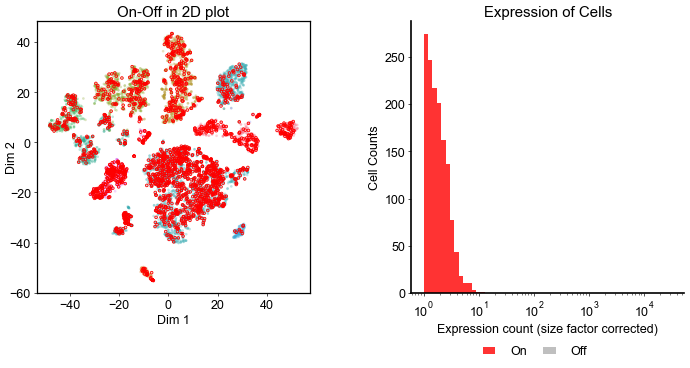 On-Off in 2D plot
Expression of Cells
40
20
0
−20
−40
−60
Dim 2
−40 −20 0 20 40
Dim 1
250
200
150
100
50
0
Cell Counts
10^0 10^1 10^2 10^3 10^4
Expression count (size factor corrected)
On Off